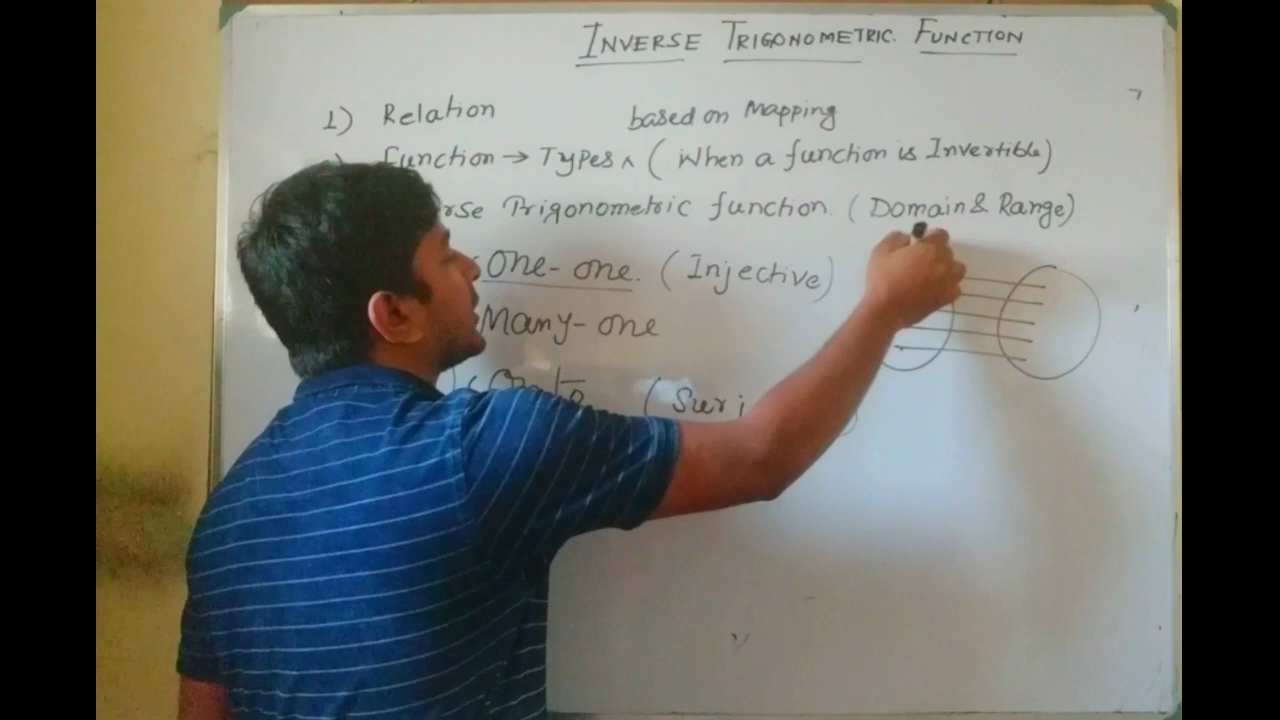 INVERSE TRIGONOMETRIC FUNCTION
1) Relation
based on Mapping
Function → TYPES ^ ( When a function is Invertible)
Trigonometric function. ( Domain & Range)
One-one. ( Injective)
Many-one